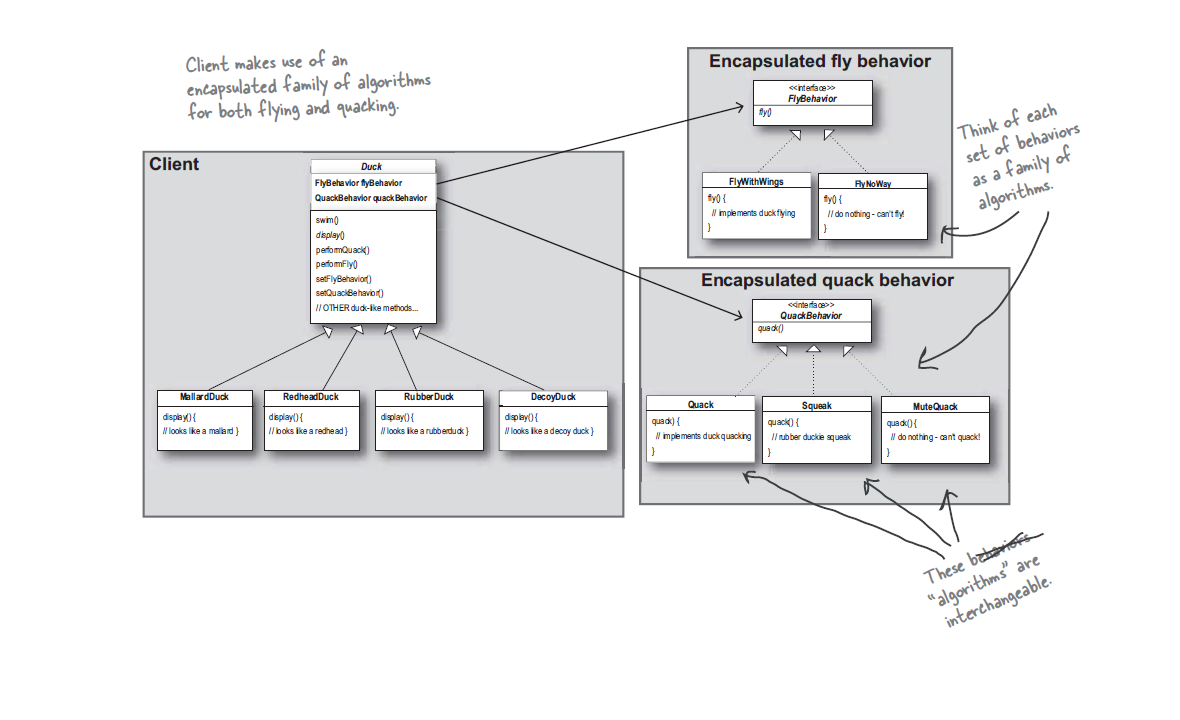 Client makes use of an
encapsulated family of algorithms
for both flying and quacking.
Client
Duck
FlyBehavior flyBehavior
QuackBehavior quackBehavior
swim()
display()
performQuack()
performFly()
setFlyBehavior()
setQuackBehavior()
// OTHER duck-like methods...
MallardDuck
display() {
// looks like a mallard }
RedheadDuck
display() {
// looks like a redhead }
RubberDuck
display() {
// looks like a rubberduck }
DecoyDuck
display() {
// looks like a decoy duck }
Encapsulated fly behavior
<<interface>>
FlyBehavior
fly()
FlyWithWings
fly() {
// implements duck flying
}
FlyNoWay
fly() {
// do nothing - can't fly!
}
Think of each
set of behaviors
as a family of
algorithms.
Encapsulated quack behavior
<<interface>>
QuackBehavior
quack()
Quack
quack) {
// implements duck quacking
}
Squeak
quack() {
// rubber duckie squeak
}
MuteQuack
quack() {
// do nothing - can't quack!
}
These behaviors
"algorithms" are
interchangeable.